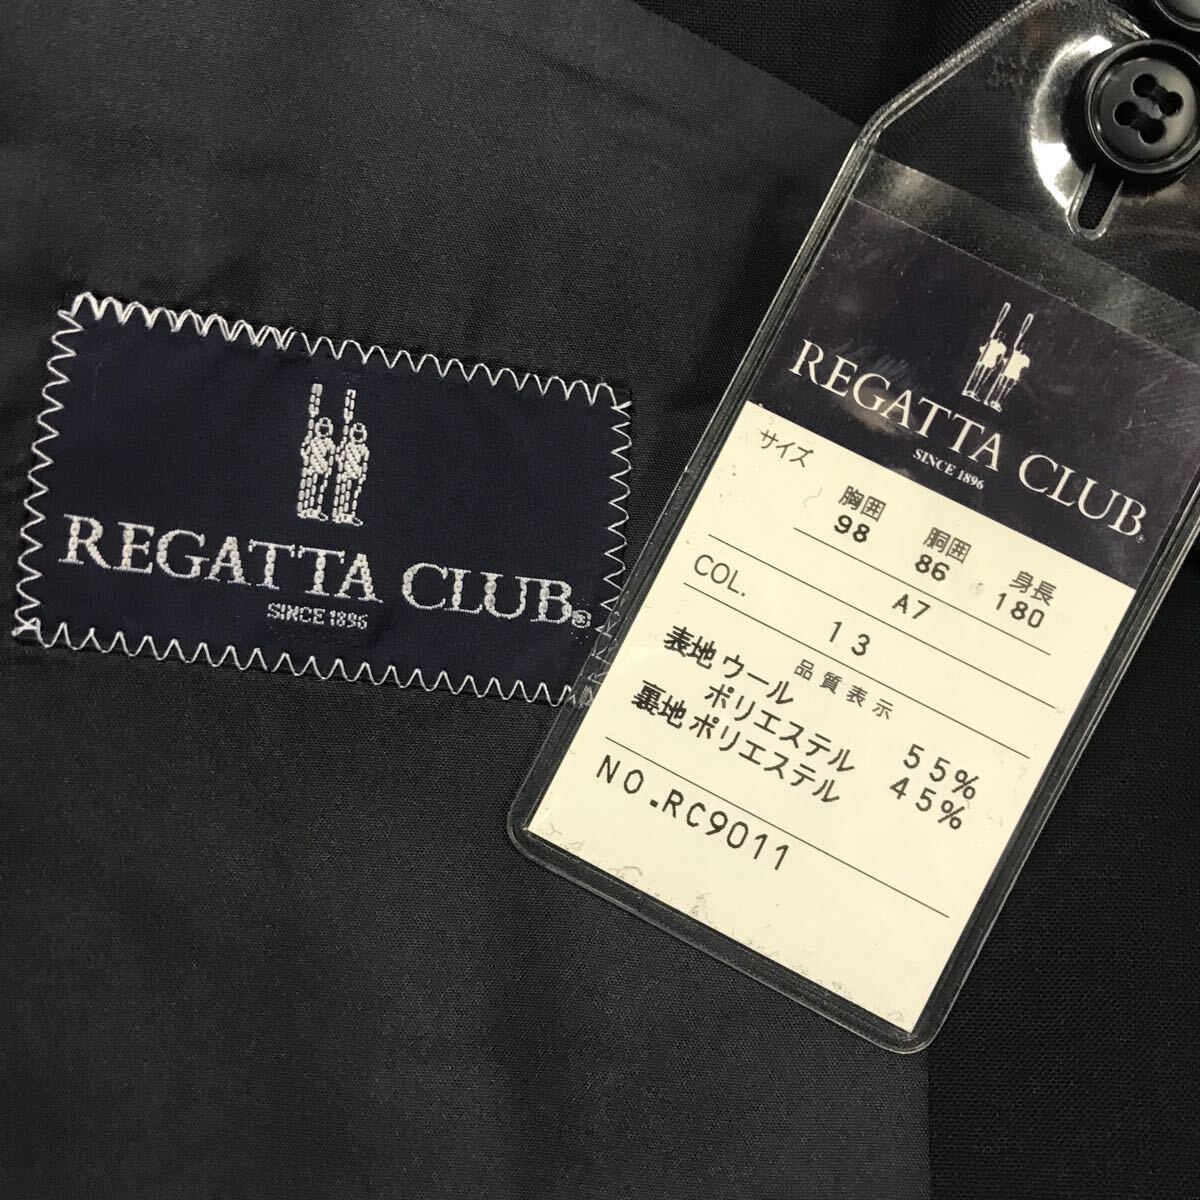 REGATTA CLUB®
SINCE 1896
REGATTA CLUB®
SINCE 1896
サイズ
胸囲 胴囲 身長
98 86 180
A7
COL. 13
品質表示
表地 ウール 55%
ポリエステル 45%
裏地 ポリエステル
NO.RC9011